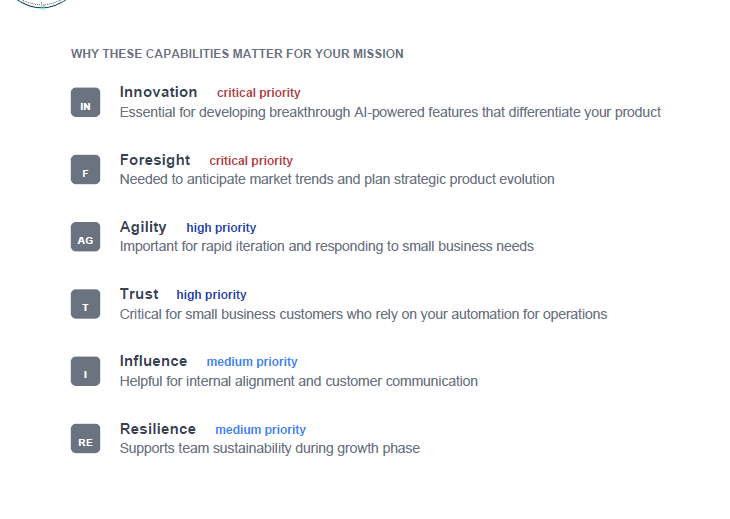 WHY THESE CAPABILITIES MATTER FOR YOUR MISSION
IN
Innovation critical priority
Essential for developing breakthrough AI-powered features that differentiate your product
F
Foresight critical priority
Needed to anticipate market trends and plan strategic product evolution
AG
Agility high priority
Important for rapid iteration and responding to small business needs
T
Trust high priority
Critical for small business customers who rely on your automation for operations
I
Influence medium priority
Helpful for internal alignment and customer communication
RE
Resilience medium priority
Supports team sustainability during growth phase